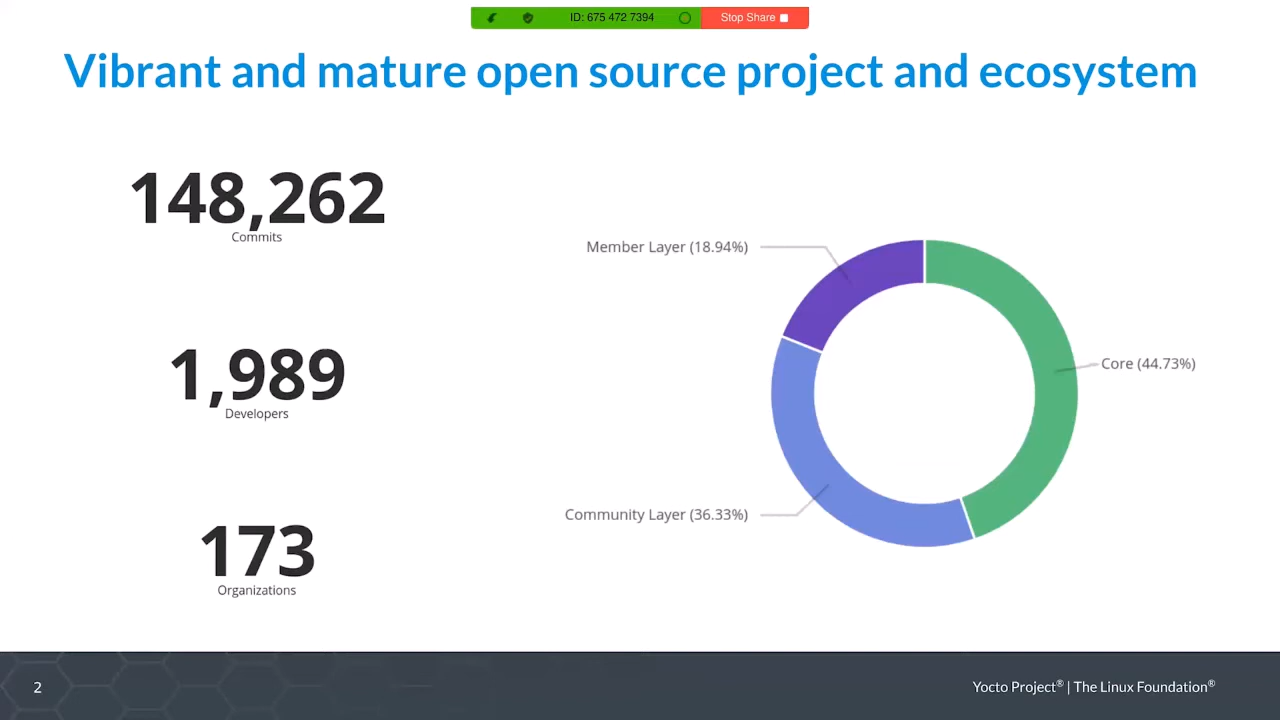 ID: 675 472 7394
Stop Share
Vibrant and mature open source project and ecosystem
148,262
Commits
1,989
Developers
173
Organizations
Member Layer (18.94%)
Core (44.73%)
Community Layer (36.33%)
2
Yocto Project® | The Linux Foundation®